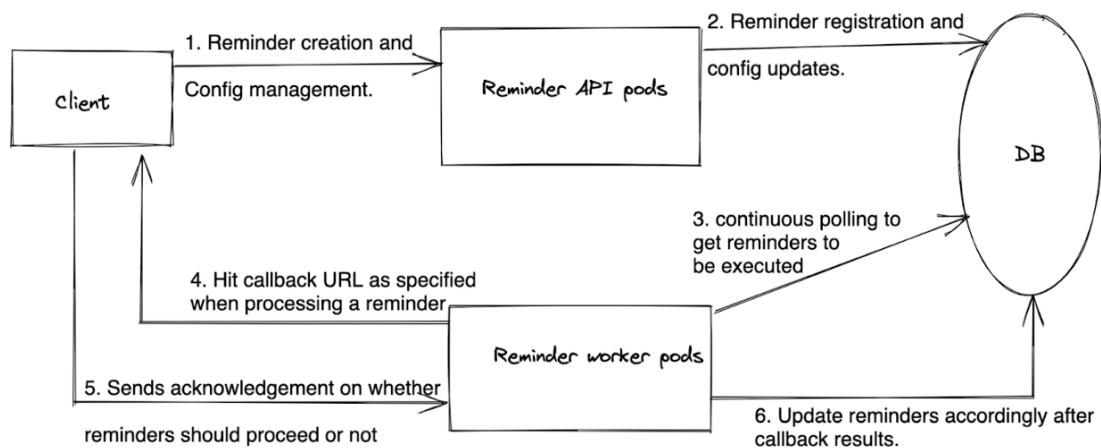 1. Reminder creation and
Config management.
2. Reminder registration and
config updates.
Client
Reminder API pods
DB
3. continuous polling to
get reminders to
be executed
4. Hit callback URL as specified
when processing a reminder
Reminder worker pods
5. Sends acknowledgement on whether
reminders should proceed or not
6. Update reminders accordingly after
callback results.